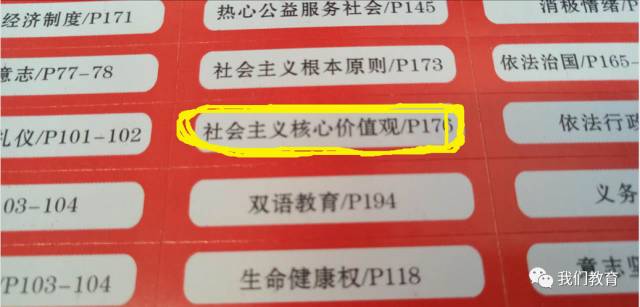 经济制度/P171
热心公益服务社会/P145
消极情绪/P
意志/P77-78
社会主义根本原则/P173
依法治国/P165-
礼仪/P101-102
社会主义核心价值观/P176
依法行政
03-104
双语教育/P194
义务
/P103-104
生命健康权/P118
意志
我们教育